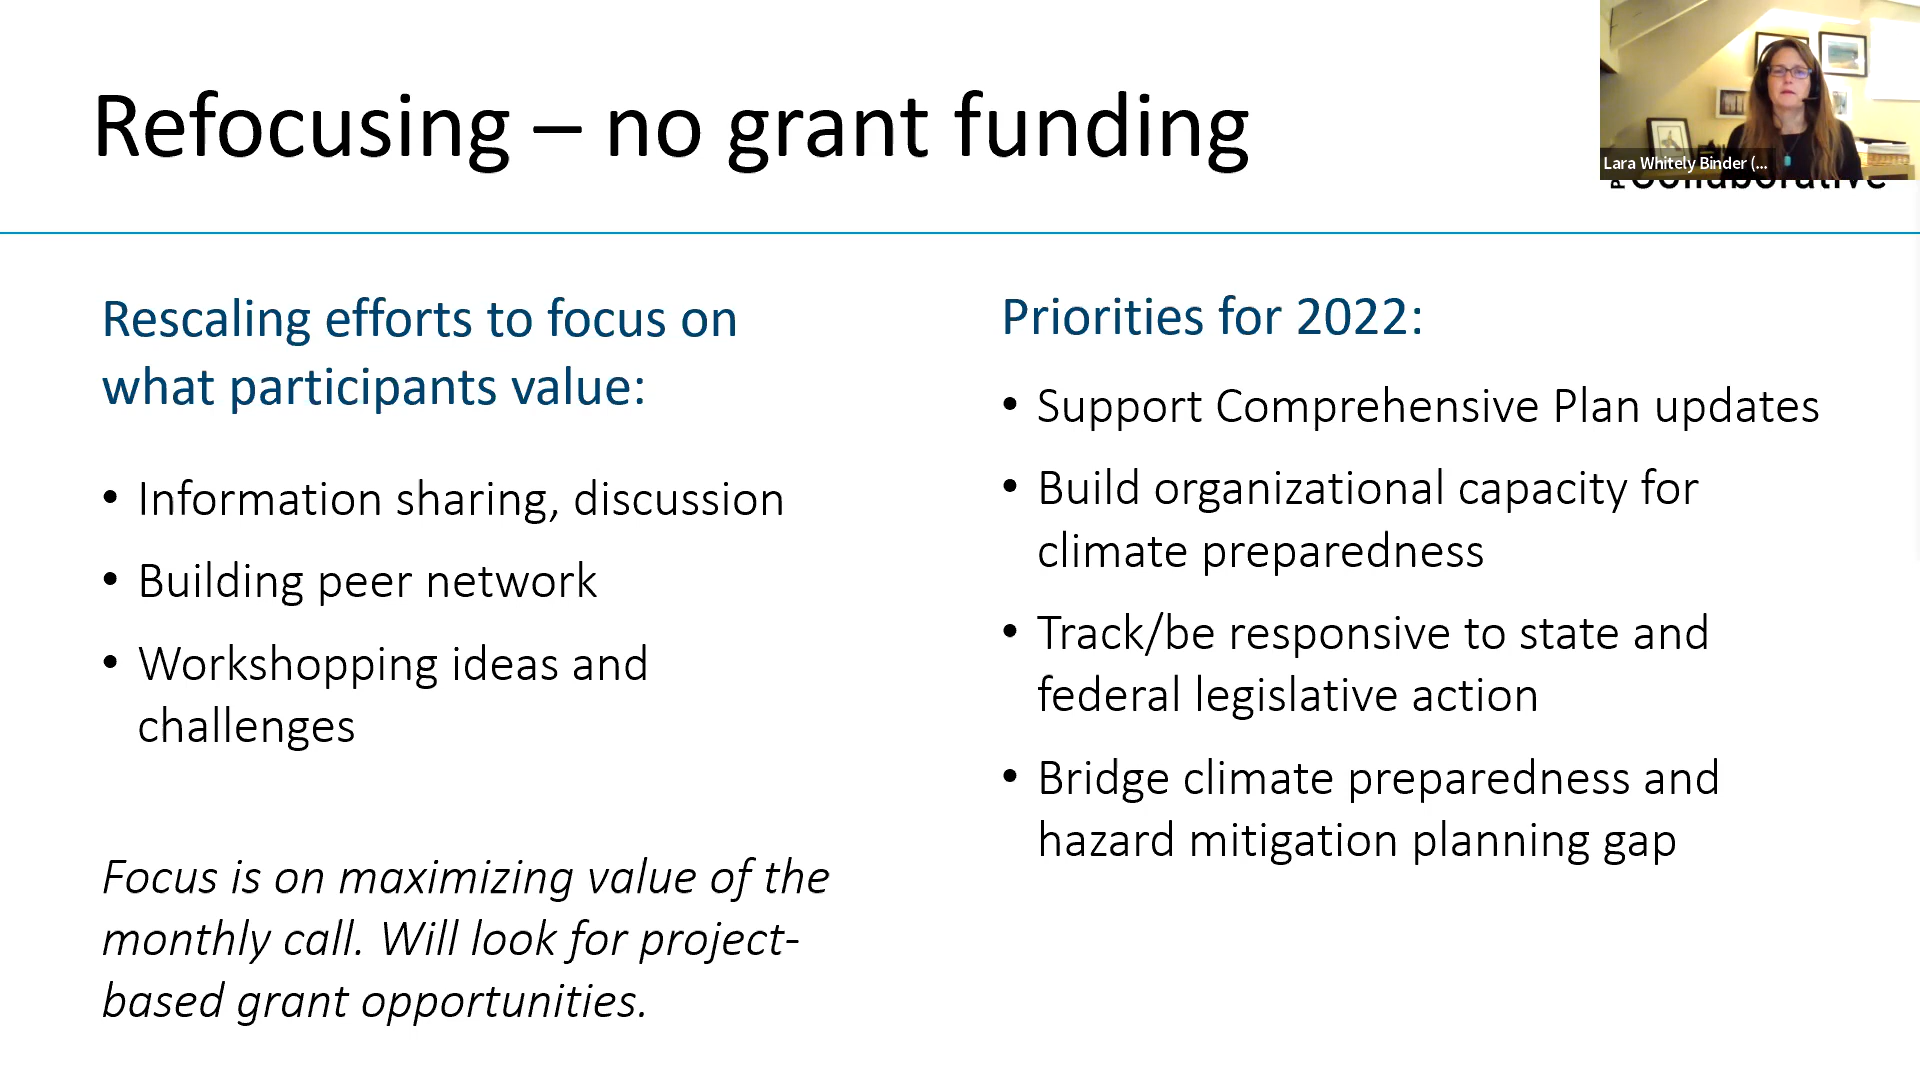 Refocusing – no grant funding
Lara Whitely Binder (...
Collaborative
Rescaling efforts to focus on
what participants value:
• Information sharing, discussion
• Building peer network
• Workshopping ideas and
challenges
Focus is on maximizing value of the
monthly call. Will look for project-
based grant opportunities.
Priorities for 2022:
• Support Comprehensive Plan updates
• Build organizational capacity for
climate preparedness
• Track/be responsive to state and
federal legislative action
• Bridge climate preparedness and
hazard mitigation planning gap